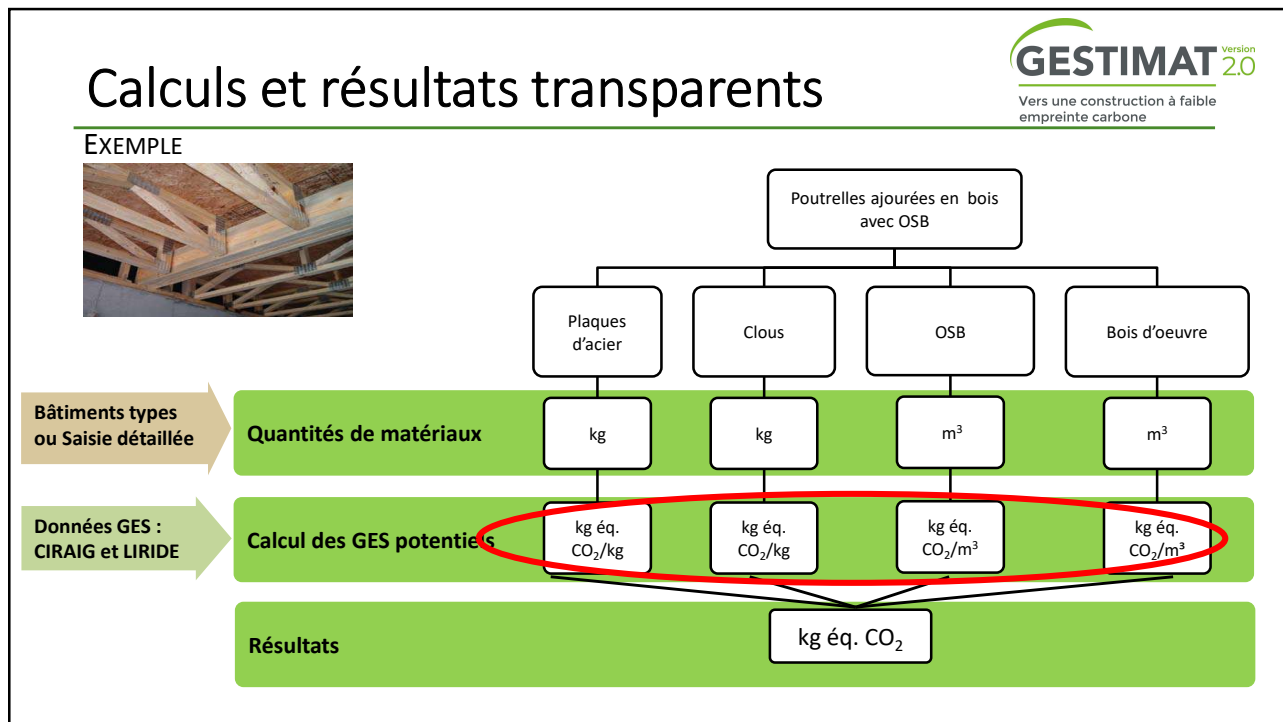 Calculs et résultats transparents
GESTIMAT Version 2.0
Vers une construction à faible
empreinte carbone
EXEMPLE
Poutrelles ajourées en bois
avec OSB
Plaques
d'acier
Clous
OSB
Bois d'oeuvre
Bâtiments types
ou Saisie détaillée
Quantités de matériaux
kg
kg
m³
m³
Données GES :
CIRAIG et LIRIDE
Calcul des GES potentiels
kg éq.
CO₂/kg
kg éq.
CO₂/kg
kg éq.
CO₂/m³
kg éq.
CO₂/m³
Résultats
kg éq. CO₂